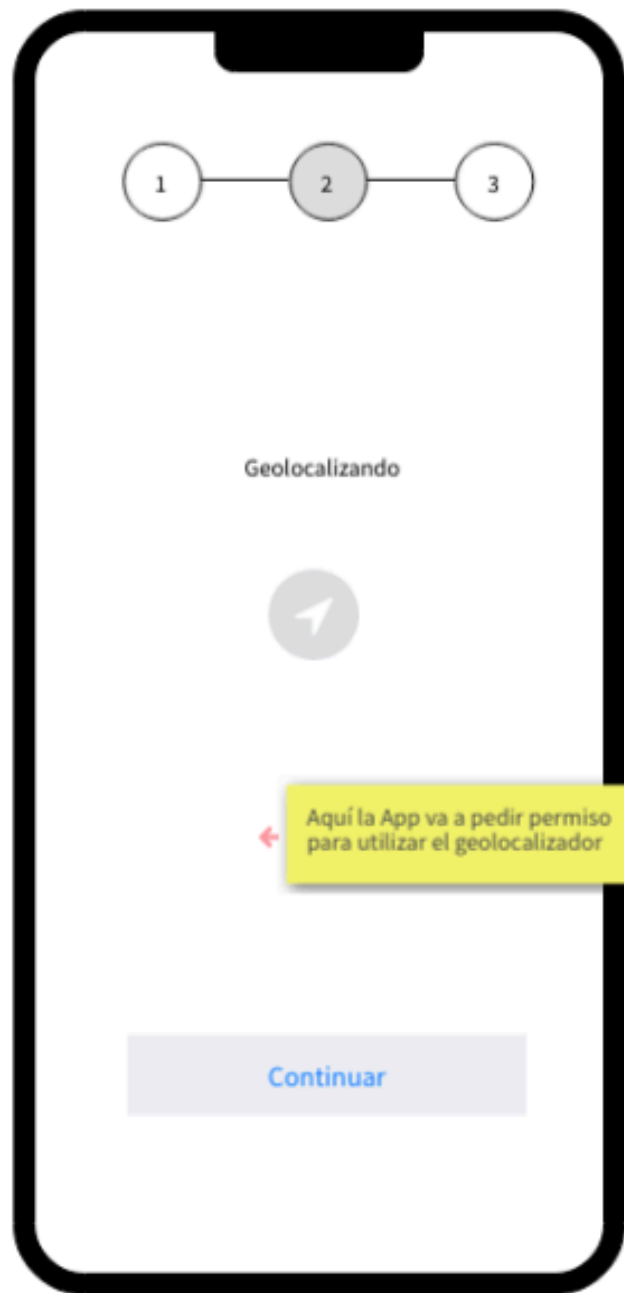 1 2 3
Geolocalizando
Aquí la App va a pedir permiso
para utilizar el geolocalizador
Continuar